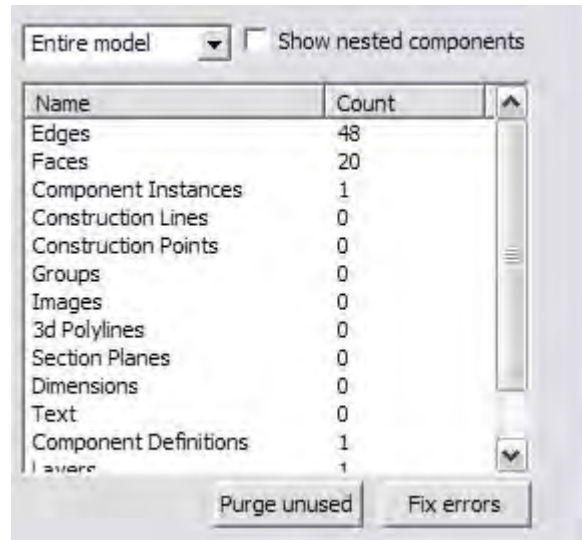 Entire model Show nested components
Name Count
Edges 48
Faces 20
Component Instances 1
Construction Lines 0
Construction Points 0
Groups 0
Images 0
3d Polylines 0
Section Planes 0
Dimensions 0
Text 0
Component Definitions 1
Layers 1
Purge unused Fix errors